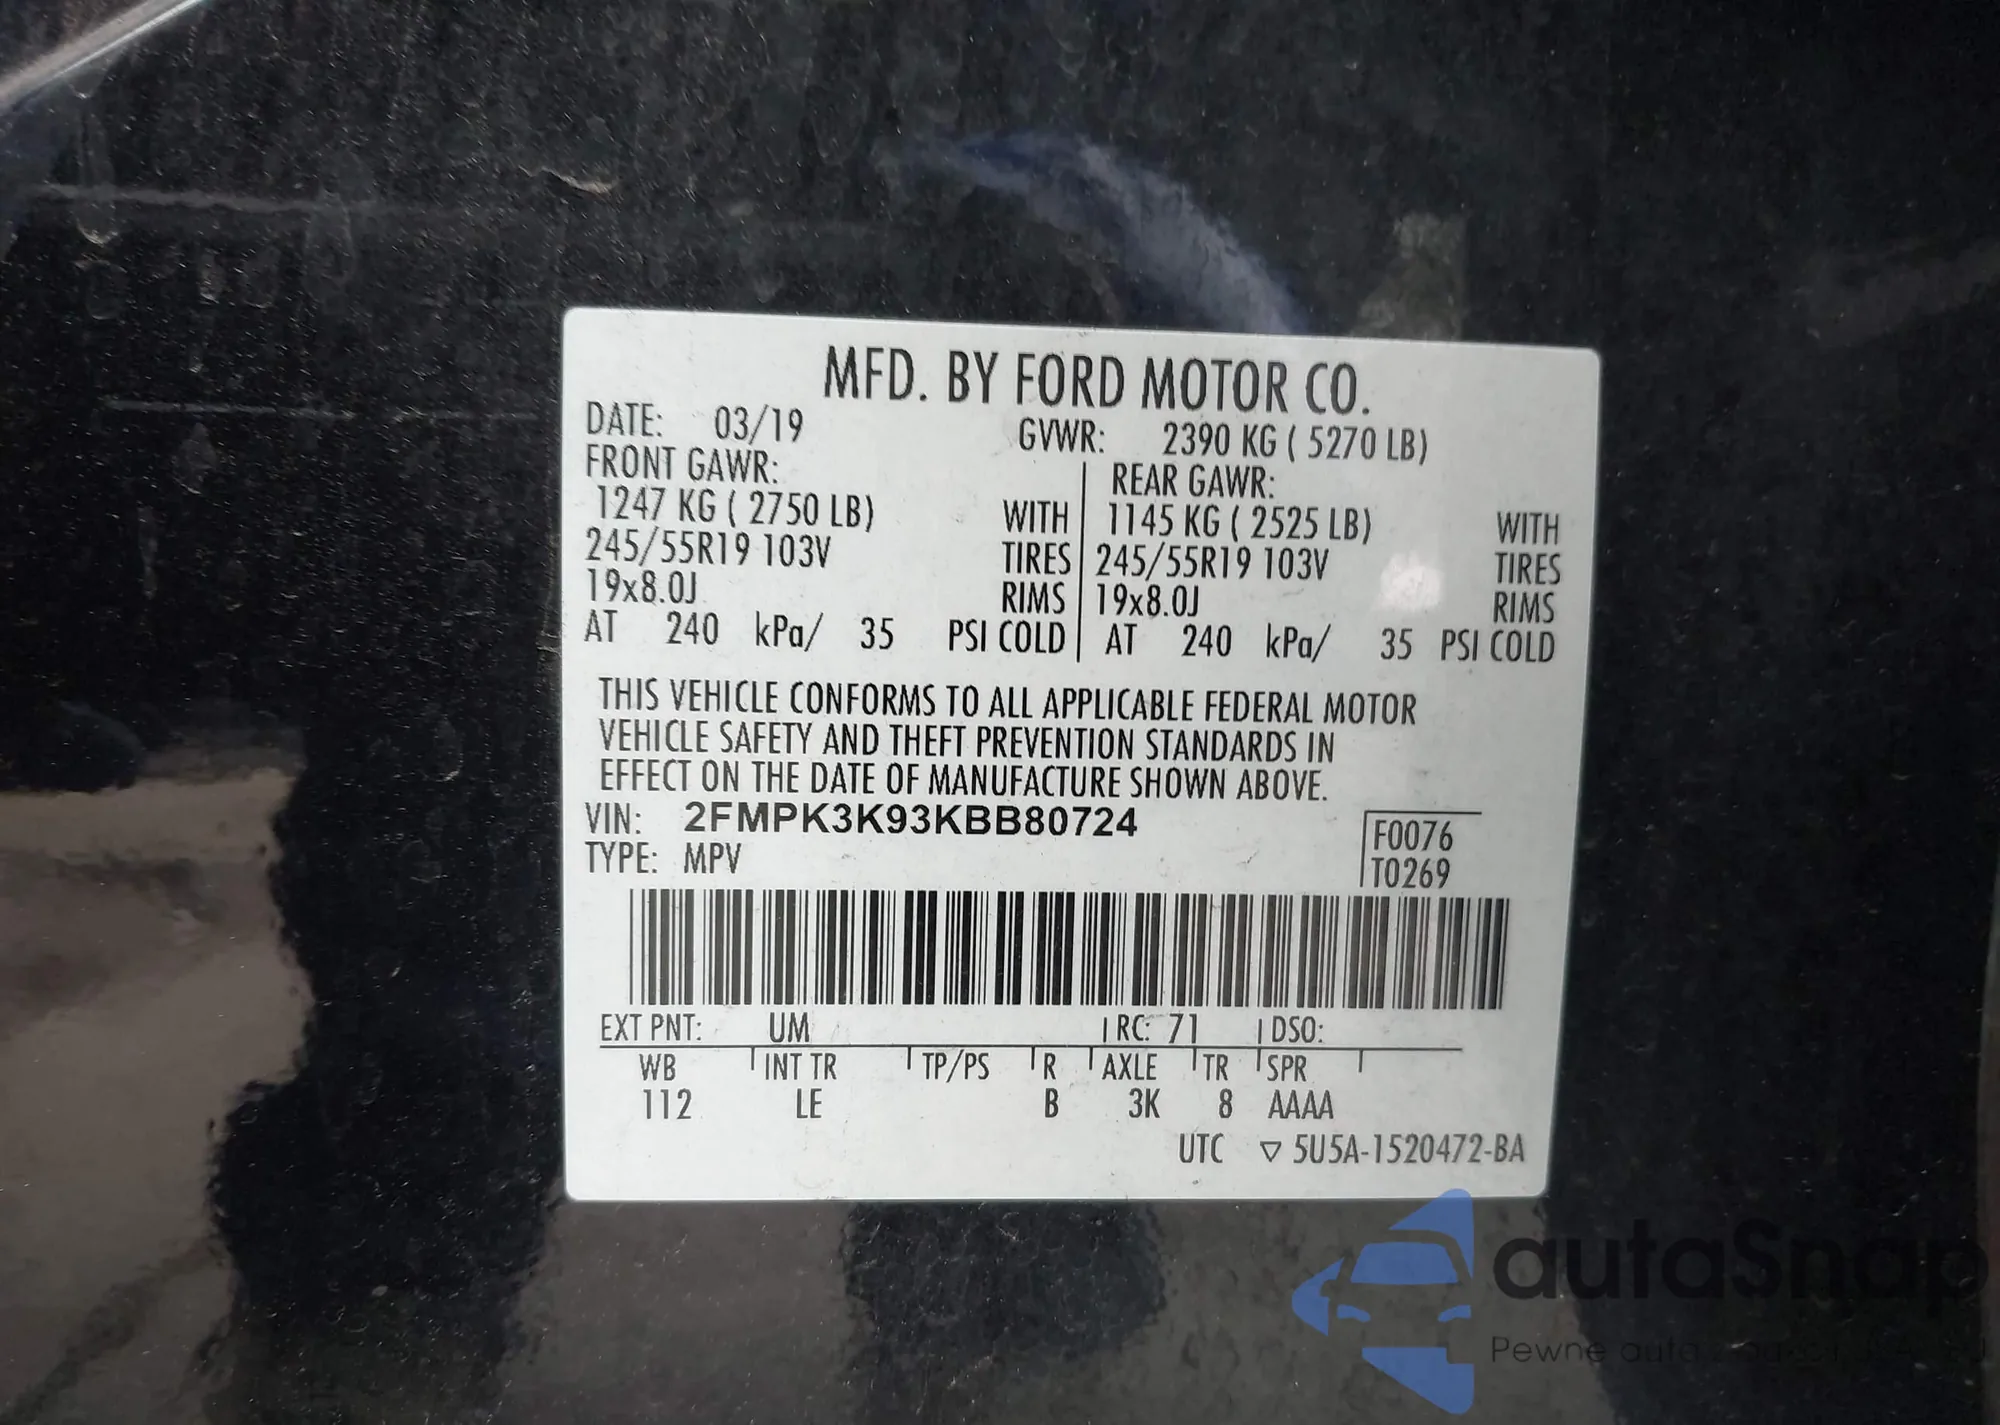 MFD. BY FORD MOTOR CO.
DATE: 03/19 GVWR: 2390 KG ( 5270 LB)
FRONT GAWR: REAR GAWR:
1247 KG ( 2750 LB) WITH 1145 KG ( 2525 LB) WITH
245/55R19 103V TIRES 245/55R19 103V TIRES
19x8.0J RIMS 19x8.0J RIMS
AT 240 kPa/ 35 PSI COLD AT 240 kPa/ 35 PSI COLD
THIS VEHICLE CONFORMS TO ALL APPLICABLE FEDERAL MOTOR
VEHICLE SAFETY AND THEFT PREVENTION STANDARDS IN
EFFECT ON THE DATE OF MANUFACTURE SHOWN ABOVE.
VIN: 2FMPK3K93KBB80724
F0076
TYPE: MPV
T0269
EXT PNT: UM RC: 71 DSO:
WB INT TR TP/PS R AXLE TR SPR
112 LE B 3K 8 AAAA
UTC ▽ 5U5A-1520472-BA
autaSnap
Pewne auta